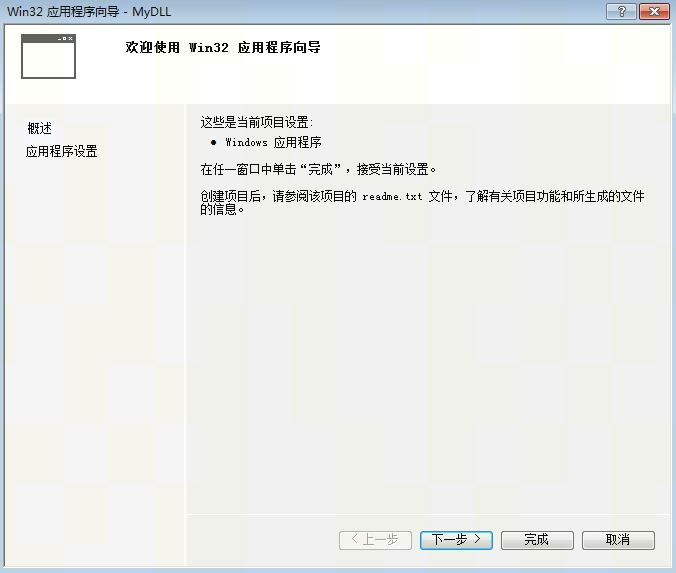 Win32 应用程序向导 - MyDLL
欢迎使用 Win32 应用程序向导
概述
应用程序设置
这些是当前项目设置:
● Windows 应用程序
在任一窗口中单击“完成”，接受当前设置。
创建项目后，请参阅该项目的 readme.txt 文件，了解有关项目功能和所生成的文件
的信息。
< 上一步
下一步 >
完成
取消